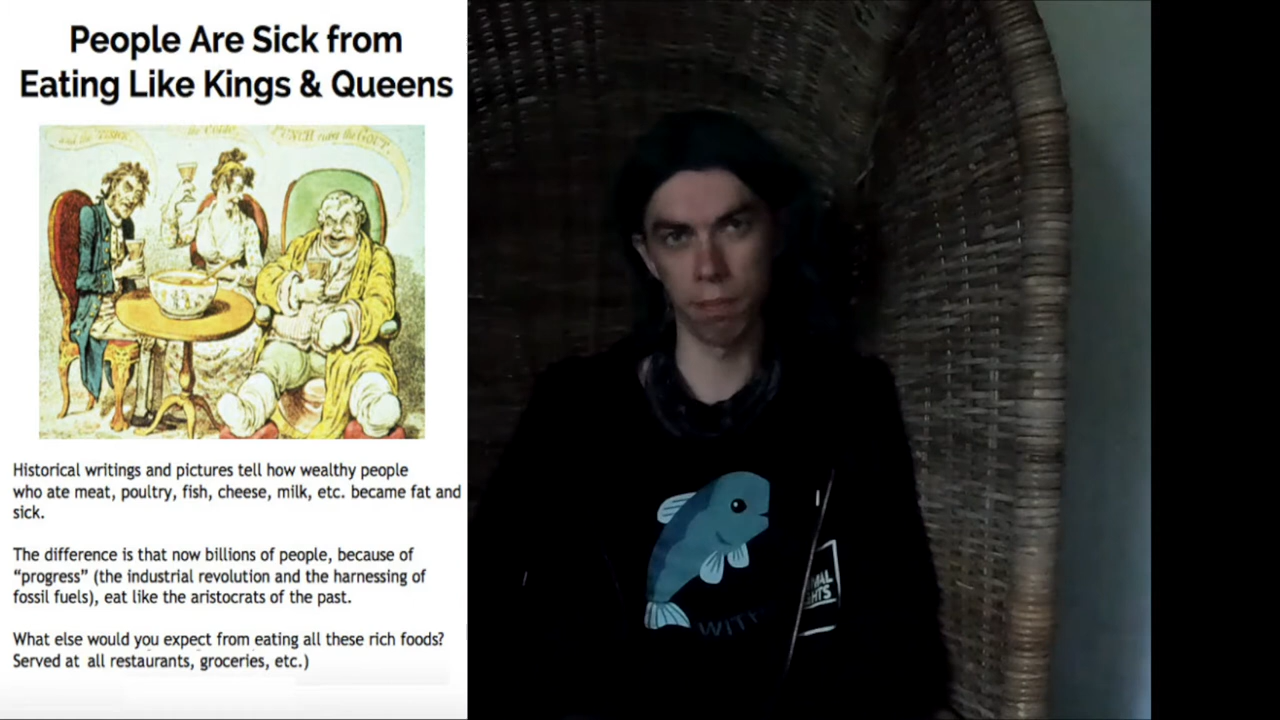 People Are Sick from
Eating Like Kings & Queens
PUNCH cures the GOUT,
Historical writings and pictures tell how wealthy people
who ate meat, poultry, fish, cheese, milk, etc. became fat and
sick.
The difference is that now billions of people, because of
“progress” (the industrial revolution and the harnessing of
fossil fuels), eat like the aristocrats of the past.
What else would you expect from eating all these rich foods?
Served at all restaurants, groceries, etc.)
WITH